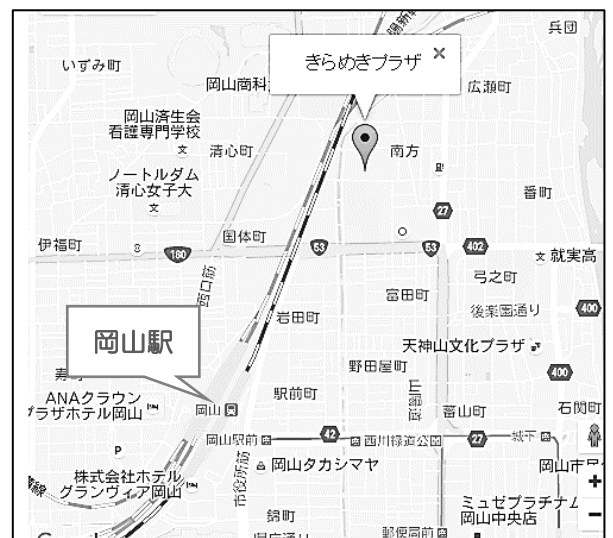 兵団
いずみ町
きらめきプラザ ×
岡山商科
広瀬町
岡山済生会
看護専門学校
文
清心町
南方
ノートルダム
清心女子大
文
番町
27
国体町
伊福町
180
53
53
402
文 就実高
西口筋
弓之町
富田町
後楽園通り
400
岩田町
岡山駅
天神山文化プラザ
野田屋町
400
駅前町
ANAクラウン
プラザホテル岡山
岡山
蕃山町
石関町
岡山駅前
42
西川緑道公園
27
城下
P
市役所筋
岡山タカシマヤ
岡山市
株式会社ホテル
グランヴィア岡山
+
ミュゼプラチナム
岡山中央店
−
錦町
郵便局前